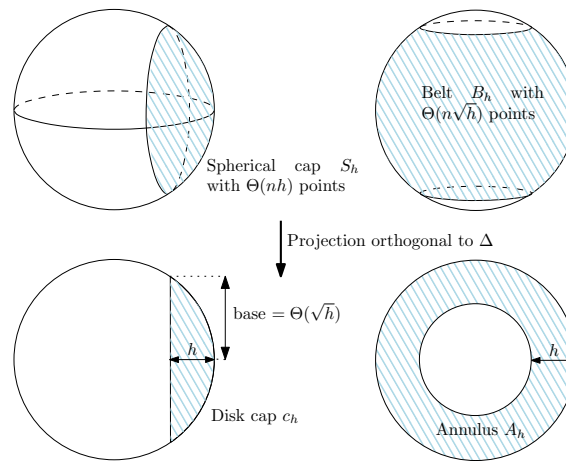 Belt B_h with
Θ(n√h) points
Spherical cap S_h
with Θ(nh) points
Projection orthogonal to Δ
base = Θ(√h)
h
h
Disk cap c_h
Annulus A_h